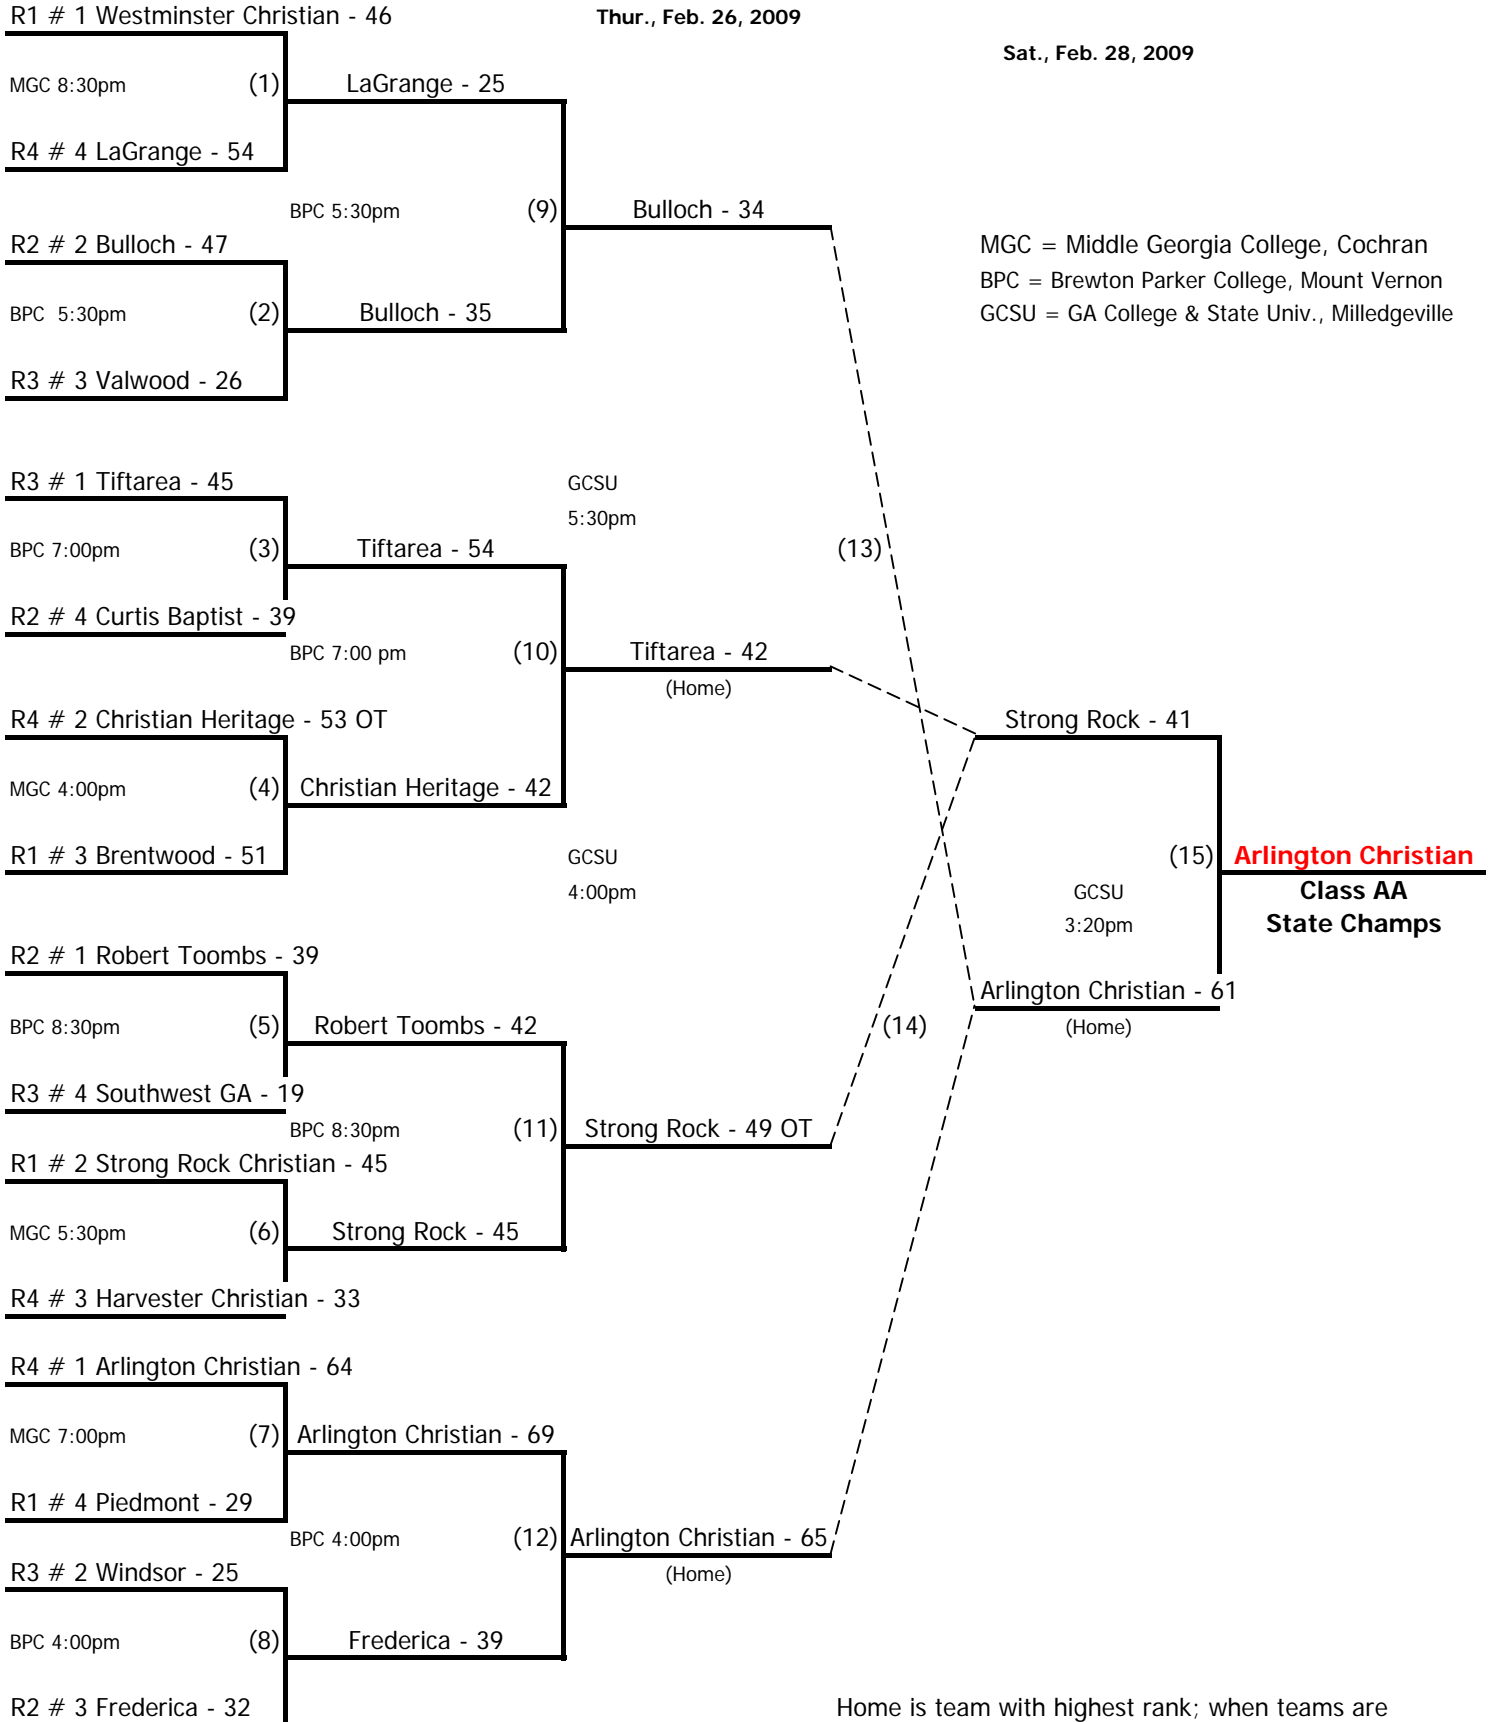 R1 # 1 Westminster Christian - 46
Thur., Feb. 26, 2009
Sat., Feb. 28, 2009
MGC 8:30pm
(1)
LaGrange - 25
R4 # 4 LaGrange - 54
BPC 5:30pm
(9)
Bulloch - 34
R2 # 2 Bulloch - 47
MGC = Middle Georgia College, Cochran
BPC = Brewton Parker College, Mount Vernon
GCSU = GA College & State Univ., Milledgeville
BPC 5:30pm
(2)
Bulloch - 35
R3 # 3 Valwood - 26
R3 # 1 Tiftarea - 45
GCSU
5:30pm
BPC 7:00pm
(3)
Tiftarea - 54
(13)
R2 # 4 Curtis Baptist - 39
BPC 7:00 pm
(10)
Tiftarea - 42
(Home)
R4 # 2 Christian Heritage - 53 OT
Strong Rock - 41
MGC 4:00pm
(4)
Christian Heritage - 42
R1 # 3 Brentwood - 51
GCSU
4:00pm
(15)
Arlington Christian
Class AA
State Champs
GCSU
3:20pm
R2 # 1 Robert Toombs - 39
Arlington Christian - 61
(Home)
BPC 8:30pm
(5)
Robert Toombs - 42
(14)
R3 # 4 Southwest GA - 19
BPC 8:30pm
(11)
Strong Rock - 49 OT
R1 # 2 Strong Rock Christian - 45
MGC 5:30pm
(6)
Strong Rock - 45
R4 # 3 Harvester Christian - 33
R4 # 1 Arlington Christian - 64
MGC 7:00pm
(7)
Arlington Christian - 69
R1 # 4 Piedmont - 29
BPC 4:00pm
(12)
Arlington Christian - 65
(Home)
R3 # 2 Windsor - 25
BPC 4:00pm
(8)
Frederica - 39
R2 # 3 Frederica - 32
Home is team with highest rank; when teams are